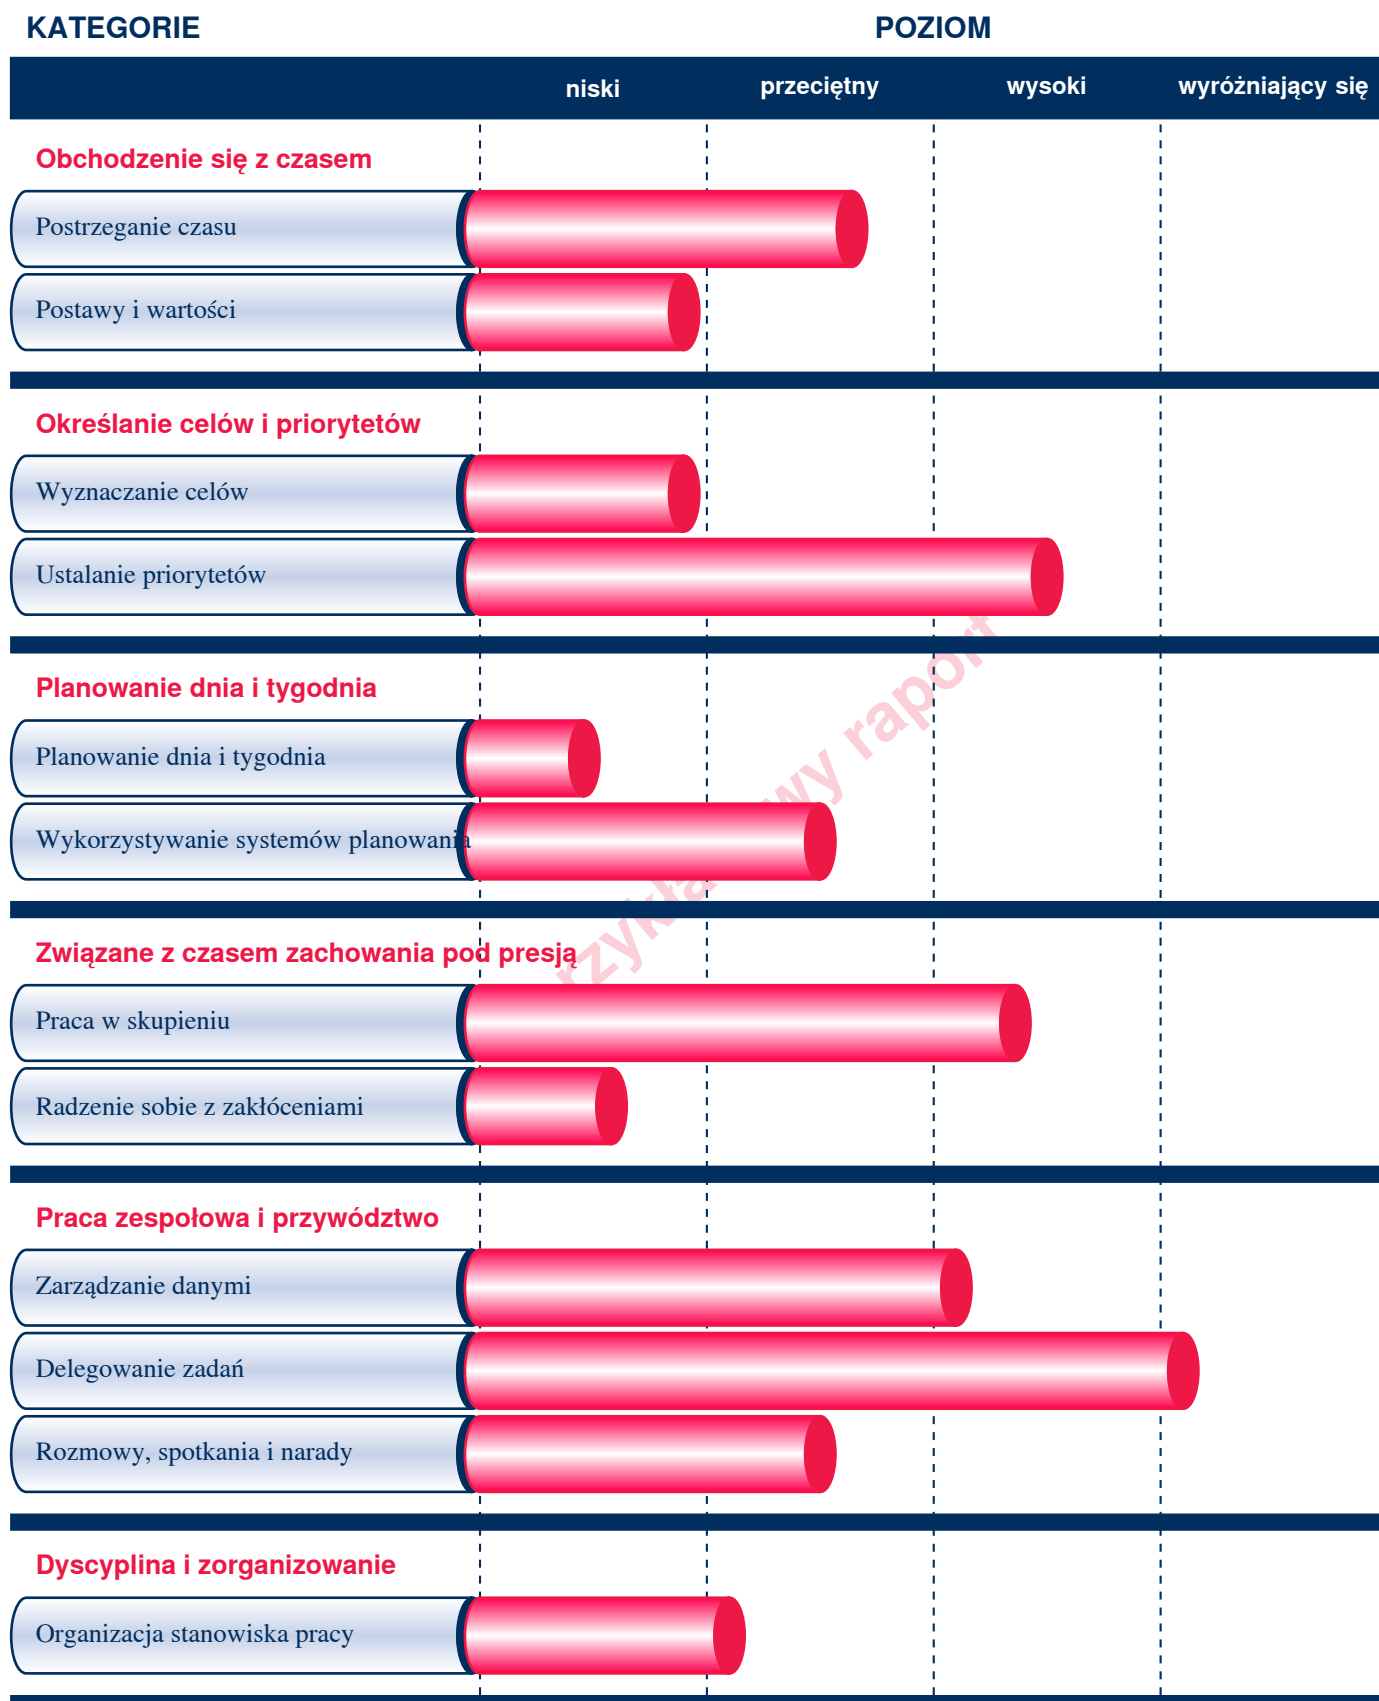 KATEGORIE POZIOM
niski przeciętny wysoki wyróżniający się
Obchodzenie się z czasem
Postrzeganie czasu
Postawy i wartości
Określanie celów i priorytetów
Wyznaczanie celów
Ustalanie priorytetów
Planowanie dnia i tygodnia
Planowanie dnia i tygodnia
Wykorzystywanie systemów planowania
Związane z czasem zachowania pod presją
Praca w skupieniu
Radzenie sobie z zakłóceniami
Praca zespołowa i przywództwo
Zarządzanie danymi
Delegowanie zadań
Rozmowy, spotkania i narady
Dyscyplina i zorganizowanie
Organizacja stanowiska pracy
raport